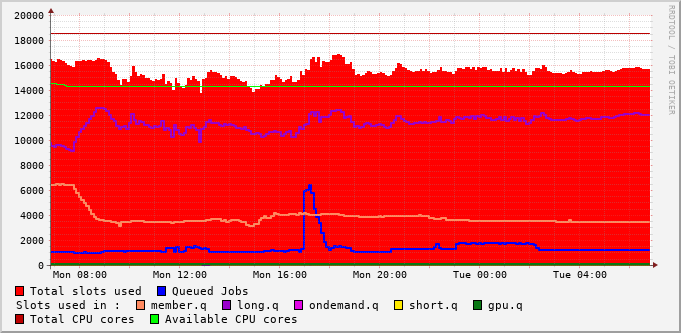 RRDTOOL / TOBI OETIKER
20000
18000
16000
14000
12000
10000
8000
6000
4000
2000
0
Mon 08:00 Mon 12:00 Mon 16:00 Mon 20:00 Tue 00:00 Tue 04:00
Total slots used Queued Jobs
Slots used in : member.q long.q ondemand.q short.q gpu.q
Total CPU cores Available CPU cores